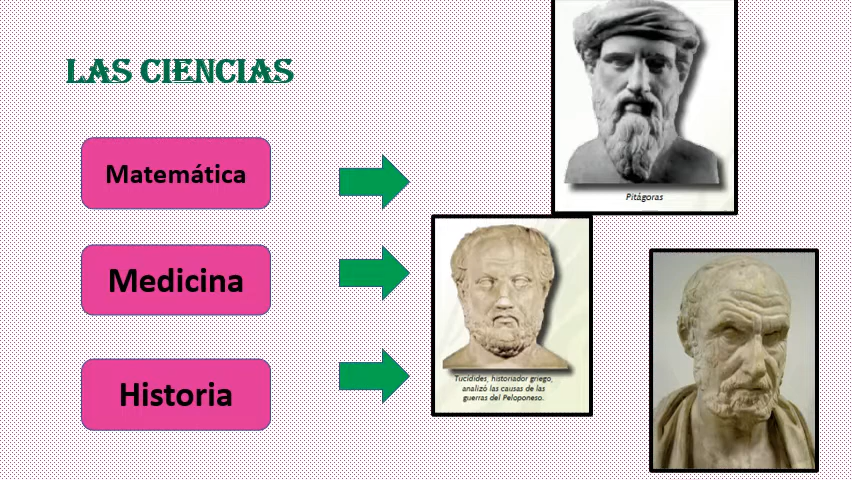 LAS CIENCIAS
Matemática
Pitágoras
Medicina
Historia
Tucídides, historiador griego,
analizó las causas de las
guerras del Peloponeso.